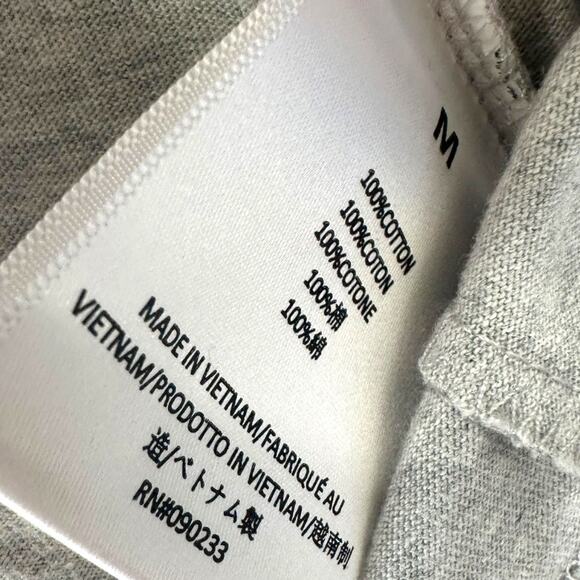 M
100%COTTON
100%COTON
100%COTONE
100%棉
100%綿
MADE IN VIETNAM/FABRIQUÉ AU
VIETNAM/PRODOTTO IN VIETNAM/越南制
造/ベトナム製
RN#090233